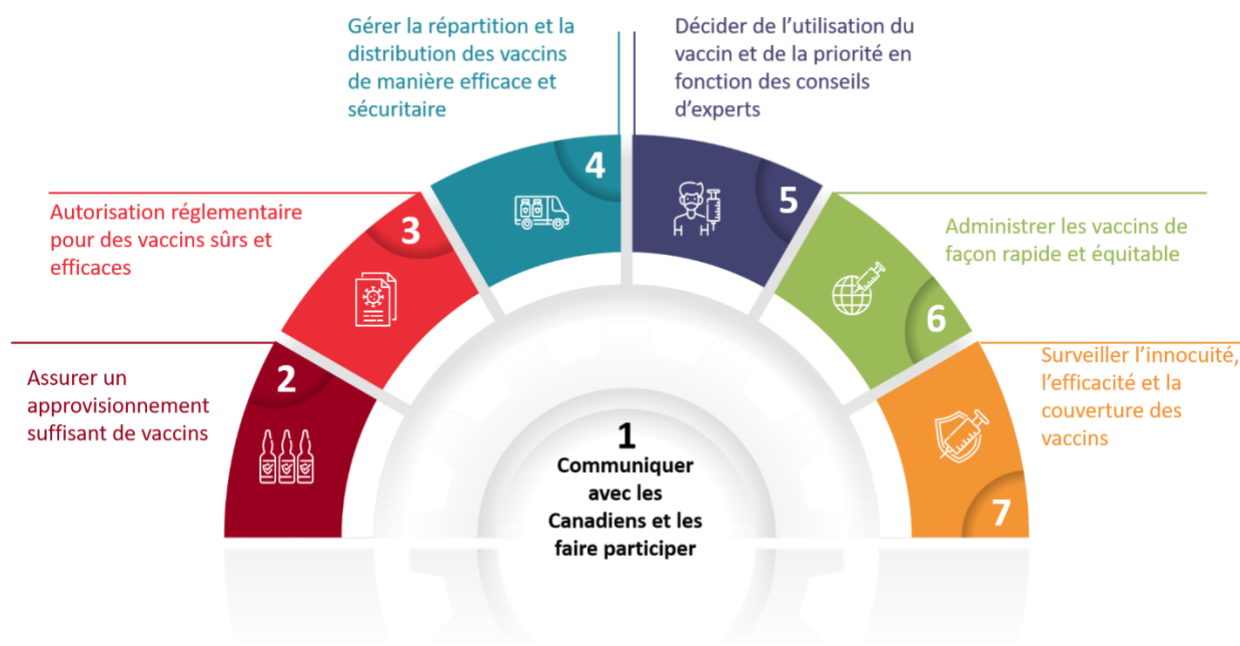 1
Communiquer
avec les
Canadiens et les
faire participer
2
Assurer un
approvisionnement
suffisant de vaccins
3
Autorisation réglementaire
pour des vaccins sûrs et
efficaces
4
Gérer la répartition et la
distribution des vaccins
de manière efficace et
sécuritaire
5
Décider de l’utilisation du
vaccin et de la priorité en
fonction des conseils
d’experts
6
Administrer les vaccins de
façon rapide et équitable
7
Surveiller l’innocuité,
l’efficacité et la
couverture des
vaccins